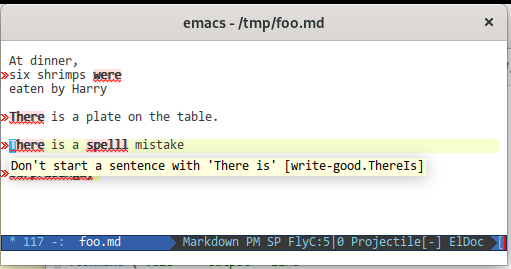 emacs - /tmp/foo.md
×
At dinner,
six shrimps were
eaten by Harry
There is a plate on the table.
There is a spelll mistake
Don't start a sentence with 'There is' [write-good.ThereIs]
* 117 -: foo.md Markdown PM SP FlyC:5|0 Projectile[-] ElDoc